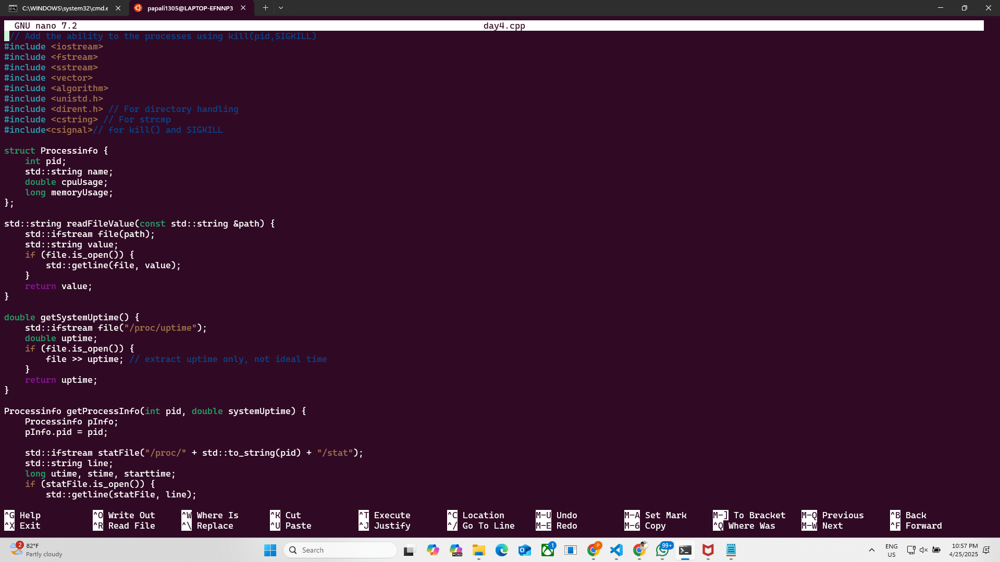 C:\WINDOWS\system32\cmd.e
papali1305@LAPTOP-EFNNP3
GNU nano 7.2 day4.cpp
// Add the ability to the processes using kill(pid,SIGKILL)
#include <iostream>
#include <fstream>
#include <sstream>
#include <vector>
#include <algorithm>
#include <unistd.h>
#include <dirent.h> // For directory handling
#include <cstring> // For strcmp
#include<csignal>// for kill() and SIGKILL
struct Processinfo {
    int pid;
    std::string name;
    double cpuUsage;
    long memoryUsage;
};
std::string readFileValue(const std::string &path) {
    std::ifstream file(path);
    std::string value;
    if (file.is_open()) {
        std::getline(file, value);
    }
    return value;
}
double getSystemUptime() {
    std::ifstream file("/proc/uptime");
    double uptime;
    if (file.is_open()) {
        file >> uptime; // extract uptime only, not ideal time
    }
    return uptime;
}
Processinfo getProcessInfo(int pid, double systemUptime) {
    Processinfo pInfo;
    pInfo.pid = pid;
    std::ifstream statFile("/proc/" + std::to_string(pid) + "/stat");
    std::string line;
    long utime, stime, starttime;
    if (statFile.is_open()) {
        std::getline(statFile, line);
^G Help ^O Write Out ^W Where Is ^K Cut ^T Execute ^C Location M-U Undo M-A Set Mark M-] To Bracket M-Q Previous ^B Back
^X Exit ^R Read File ^\ Replace ^U Paste ^J Justify ^/ Go To Line M-E Redo M-6 Copy ^Q Where Was M-W Next ^F Forward
2
82°F
Partly cloudy
Search
M365
1
P
99+
ENG
US
10:57 PM
4/25/2025